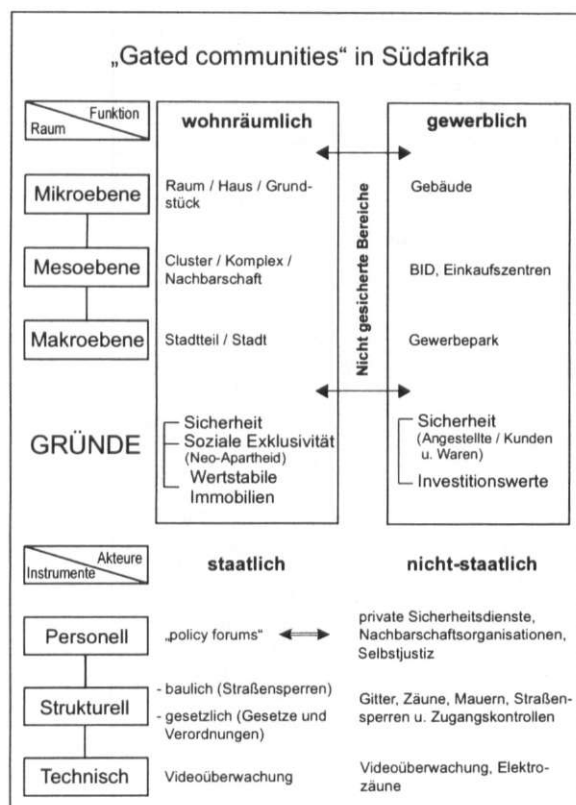 „Gated communities“ in Südafrika
Funktion
Raum
wohnräumlich
gewerblich
Mikroebene
Raum / Haus / Grund-
stück
Gebäude
Mesoebene
Cluster / Komplex /
Nachbarschaft
BID, Einkaufszentren
Makroebene
Stadtteil / Stadt
Gewerbepark
Nicht gesicherte Bereiche
GRÜNDE
Sicherheit
Soziale Exklusivität
(Neo-Apartheid)
Wertstabile
Immobilien
Sicherheit
(Angestellte / Kunden
u. Waren)
Investitionswerte
Akteure
Instrumente
staatlich
nicht-staatlich
Personell
„policy forums“
private Sicherheitsdienste,
Nachbarschaftsorganisationen,
Selbstjustiz
Strukturell
- baulich (Straßensperren)
- gesetzlich (Gesetze und
Verordnungen)
Gitter, Zäune, Mauern, Straßen-
sperren u. Zugangskontrollen
Technisch
Videoüberwachung
Videoüberwachung, Elektro-
zäune